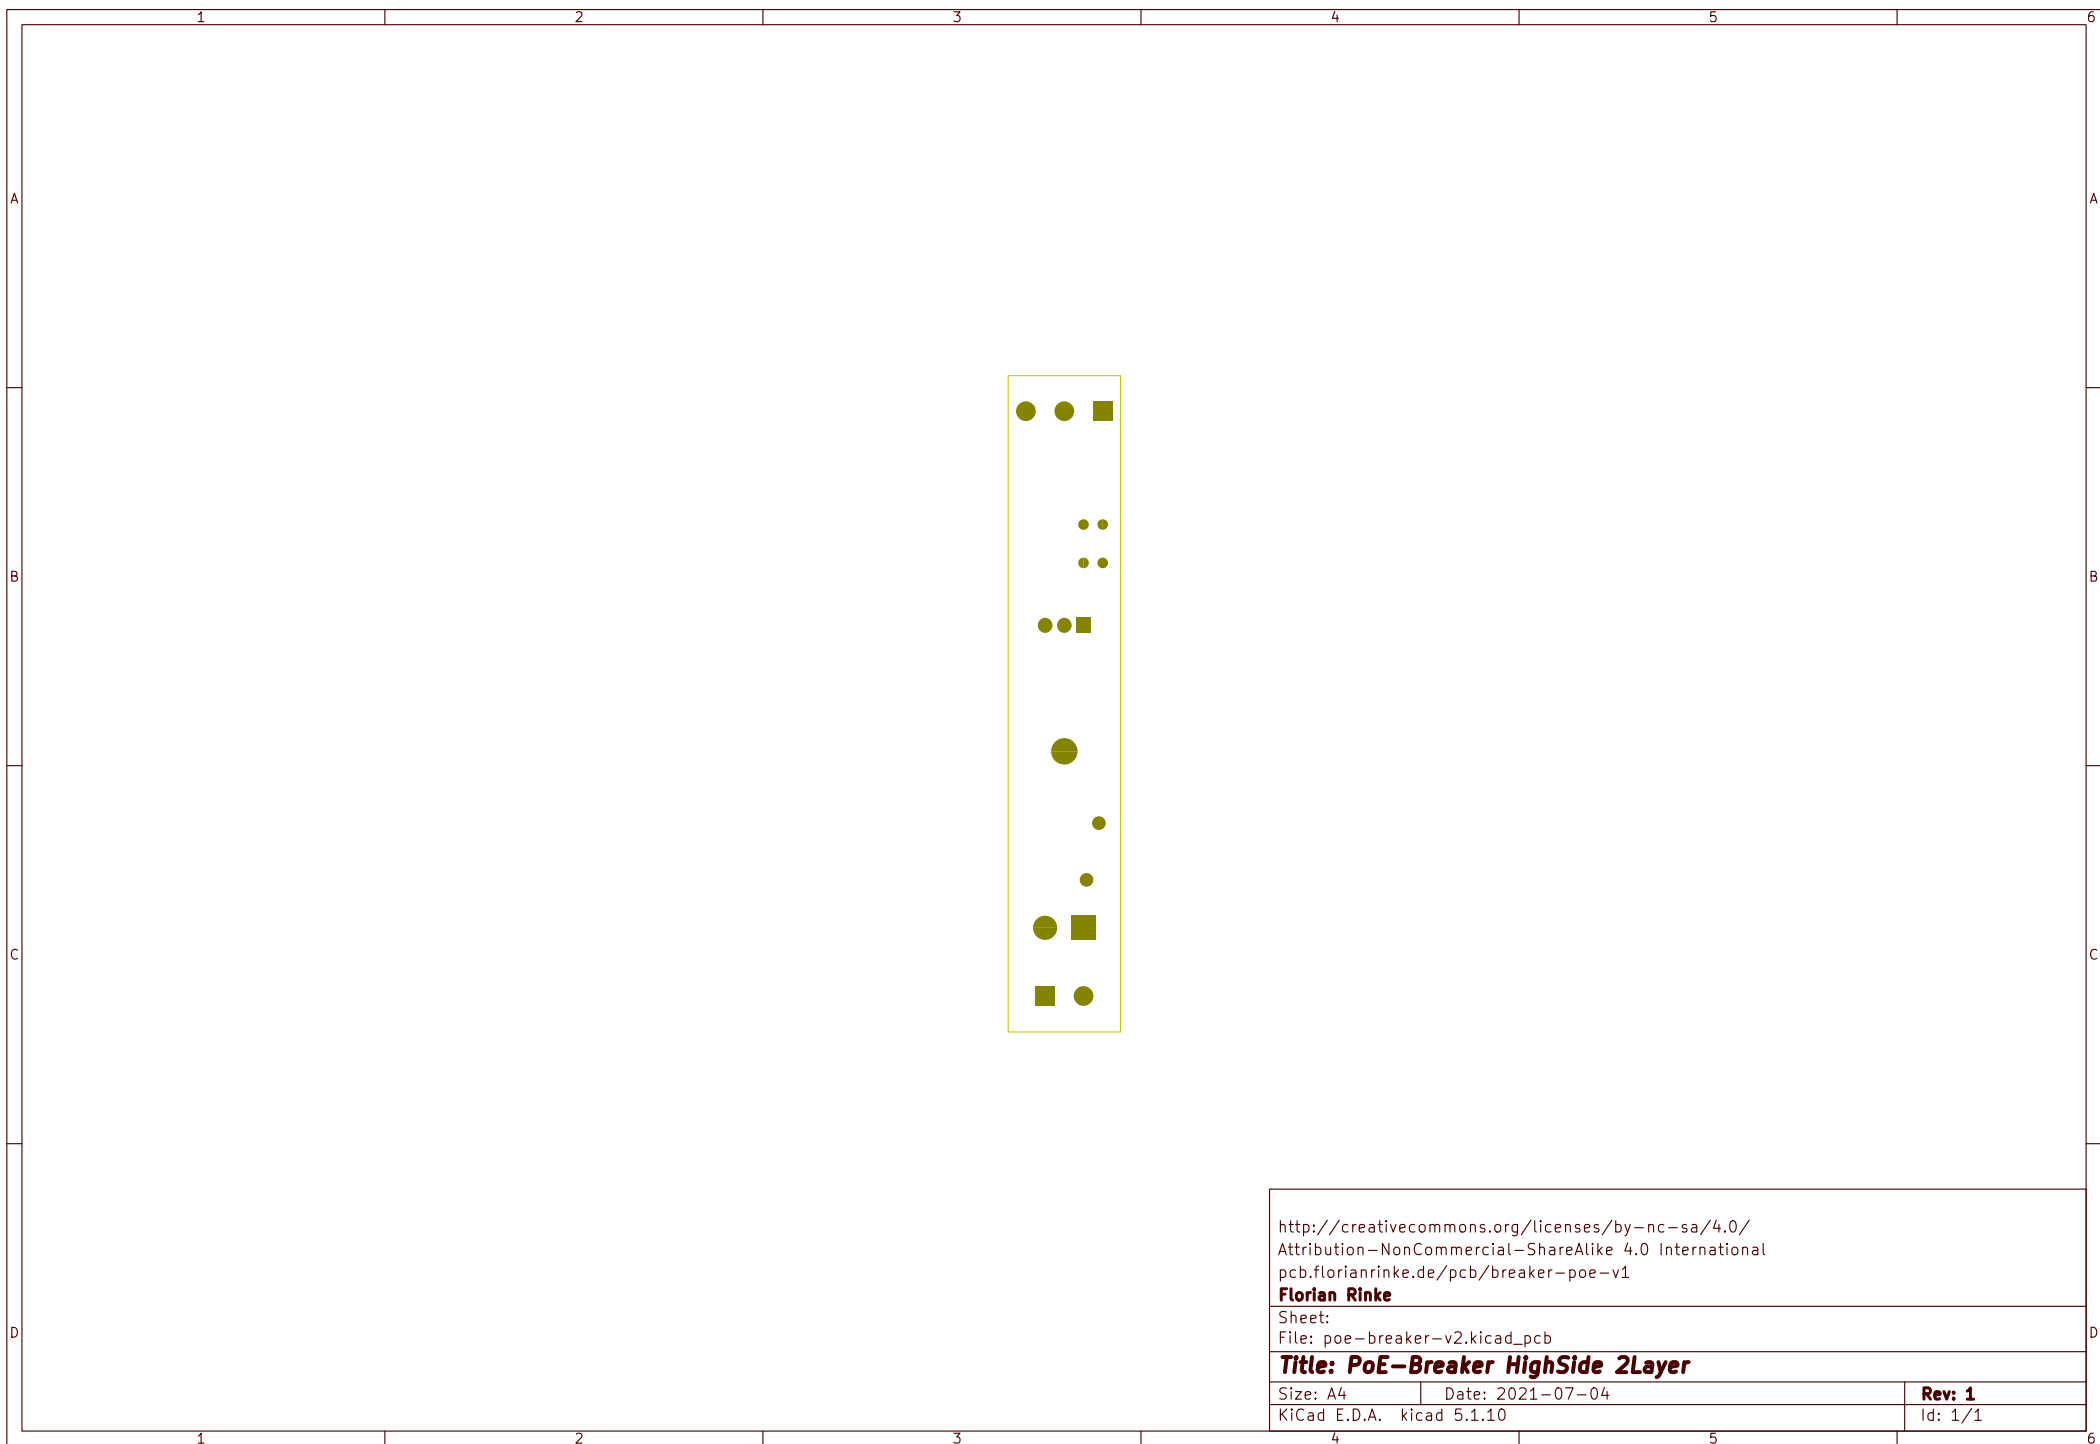 1 2 3 4 5 6
A A
B B
C C
http://creativecommons.org/licenses/by-nc-sa/4.0/
Attribution-NonCommercial-ShareAlike 4.0 International
pcb.florianrinke.de/pcb/breaker-poe-v1
Florian Rinke
Sheet:
D D
File: poe-breaker-v2.kicad_pcb
Title: PoE-Breaker HighSide 2Layer
Size: A4 Date: 2021-07-04 Rev: 1
KiCad E.D.A. kicad 5.1.10 Id: 1/1
1 2 3 4 5 6